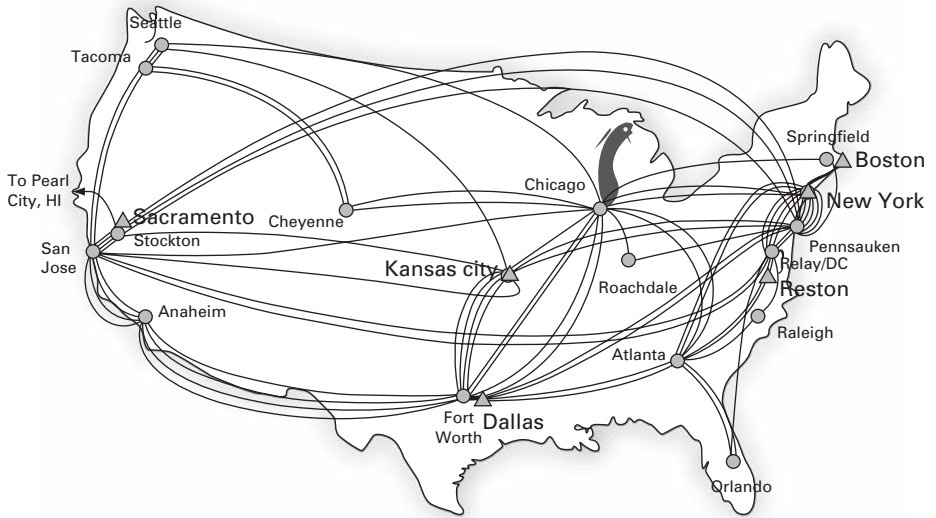 Seattle
Tacoma
Springfield
Boston
To Pearl
City, HI
Chicago
New York
Sacramento
Cheyenne
Stockton
San
Jose
Pennsauken
Kansas city
Relay/DC
Roachdale
Reston
Anaheim
Raleigh
Atlanta
Fort
Worth
Dallas
Orlando